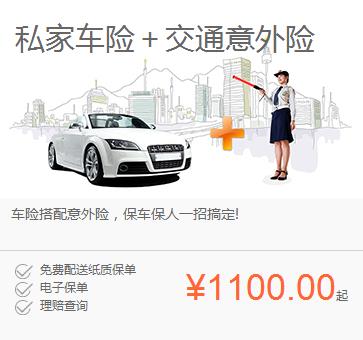 私家车险+交通意外险
车险搭配意外险，保车保人一招搞定!
免费配送纸质保单
电子保单
理赔查询
¥1100.00起